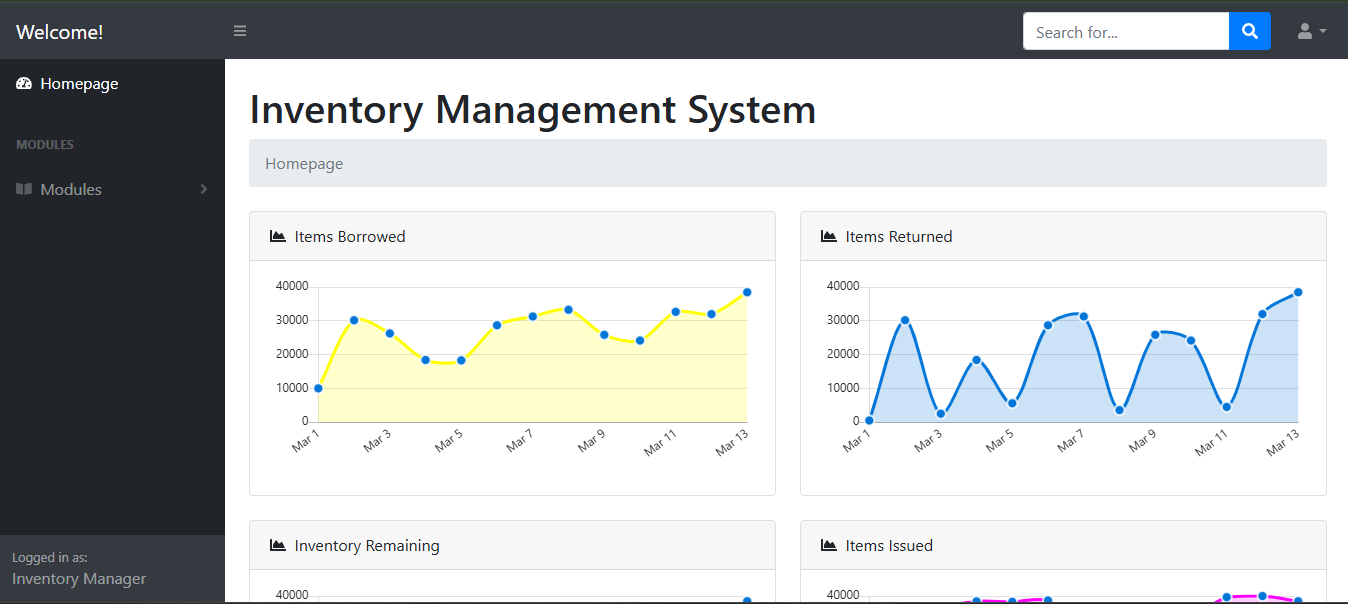 Welcome!
Search for...
Homepage
MODULES
Modules
Logged in as:
Inventory Manager
Inventory Management System
Homepage
Items Borrowed
40000
30000
20000
10000
0
Mar 1
Mar 3
Mar 5
Mar 7
Mar 9
Mar 11
Mar 13
Items Returned
40000
30000
20000
10000
0
Mar 1
Mar 3
Mar 5
Mar 7
Mar 9
Mar 11
Mar 13
Inventory Remaining
40000
Items Issued
40000